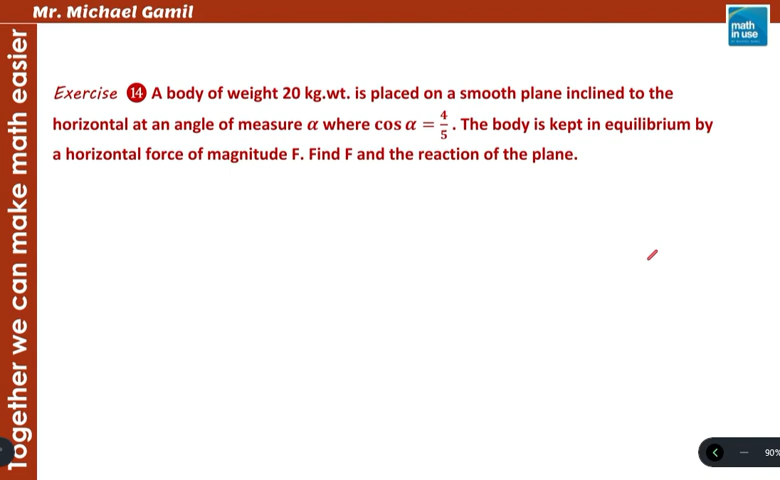 Mr. Michael Gamil
math
in use
Together we can make math easier
Exercise 14 A body of weight 20 kg.wt. is placed on a smooth plane inclined to the
horizontal at an angle of measure α where cos α = 4/5 . The body is kept in equilibrium by
a horizontal force of magnitude F. Find F and the reaction of the plane.
90%